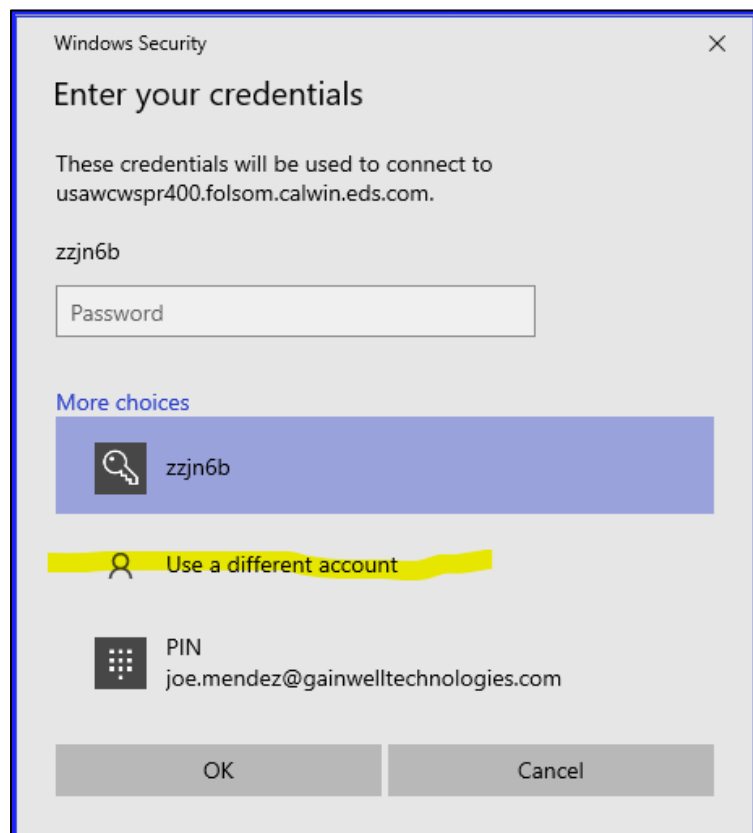 Windows Security
Enter your credentials
These credentials will be used to connect to
usawcwspr400.folsom.calwin.eds.com.
zzjn6b
Password
More choices
zzjn6b
Use a different account
PIN
joe.mendez@gainwelltechnologies.com
OK
Cancel